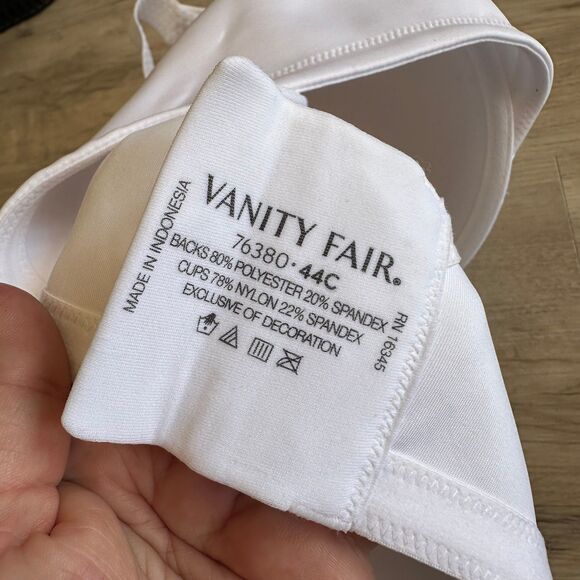 VANITY FAIR®
76380 · 44C
BACKS 80% POLYESTER 20% SPANDEX
CUPS 78% NYLON 22% SPANDEX
EXCLUSIVE OF DECORATION
MADE IN INDONESIA
RN 16345